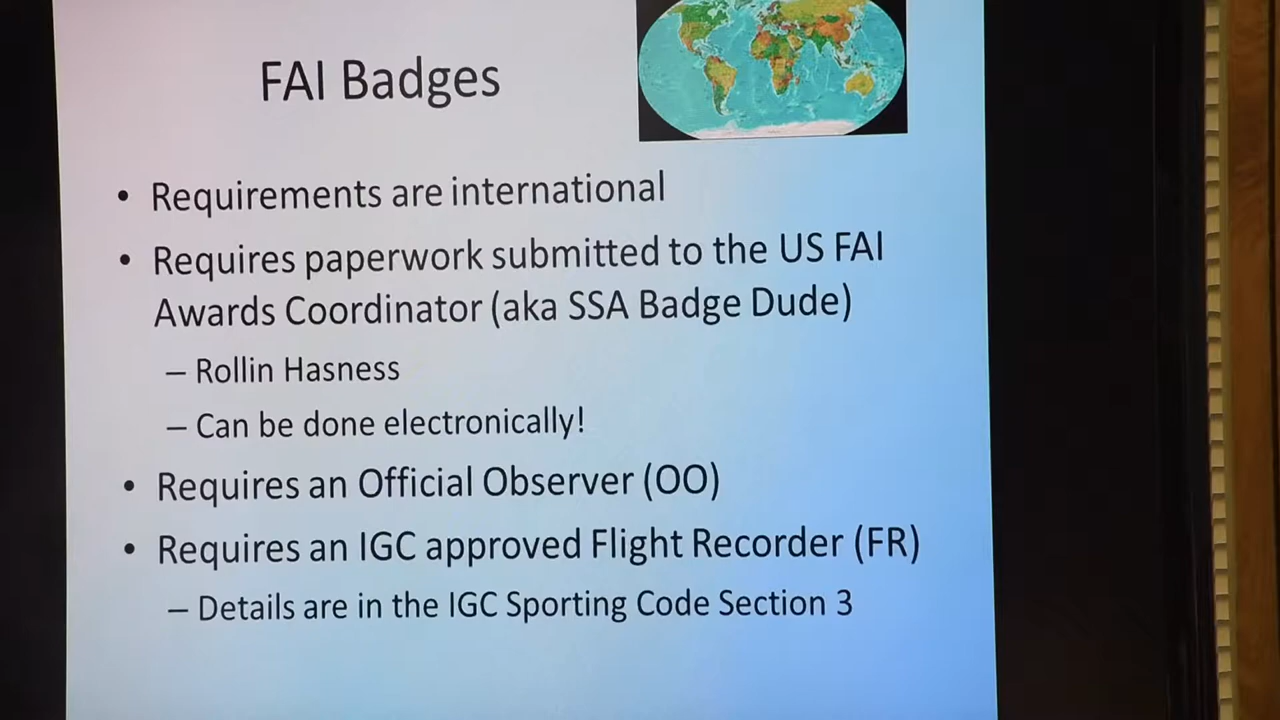 FAI Badges
• Requirements are international
• Requires paperwork submitted to the US FAI
Awards Coordinator (aka SSA Badge Dude)
– Rollin Hasness
– Can be done electronically!
• Requires an Official Observer (OO)
• Requires an IGC approved Flight Recorder (FR)
– Details are in the IGC Sporting Code Section 3